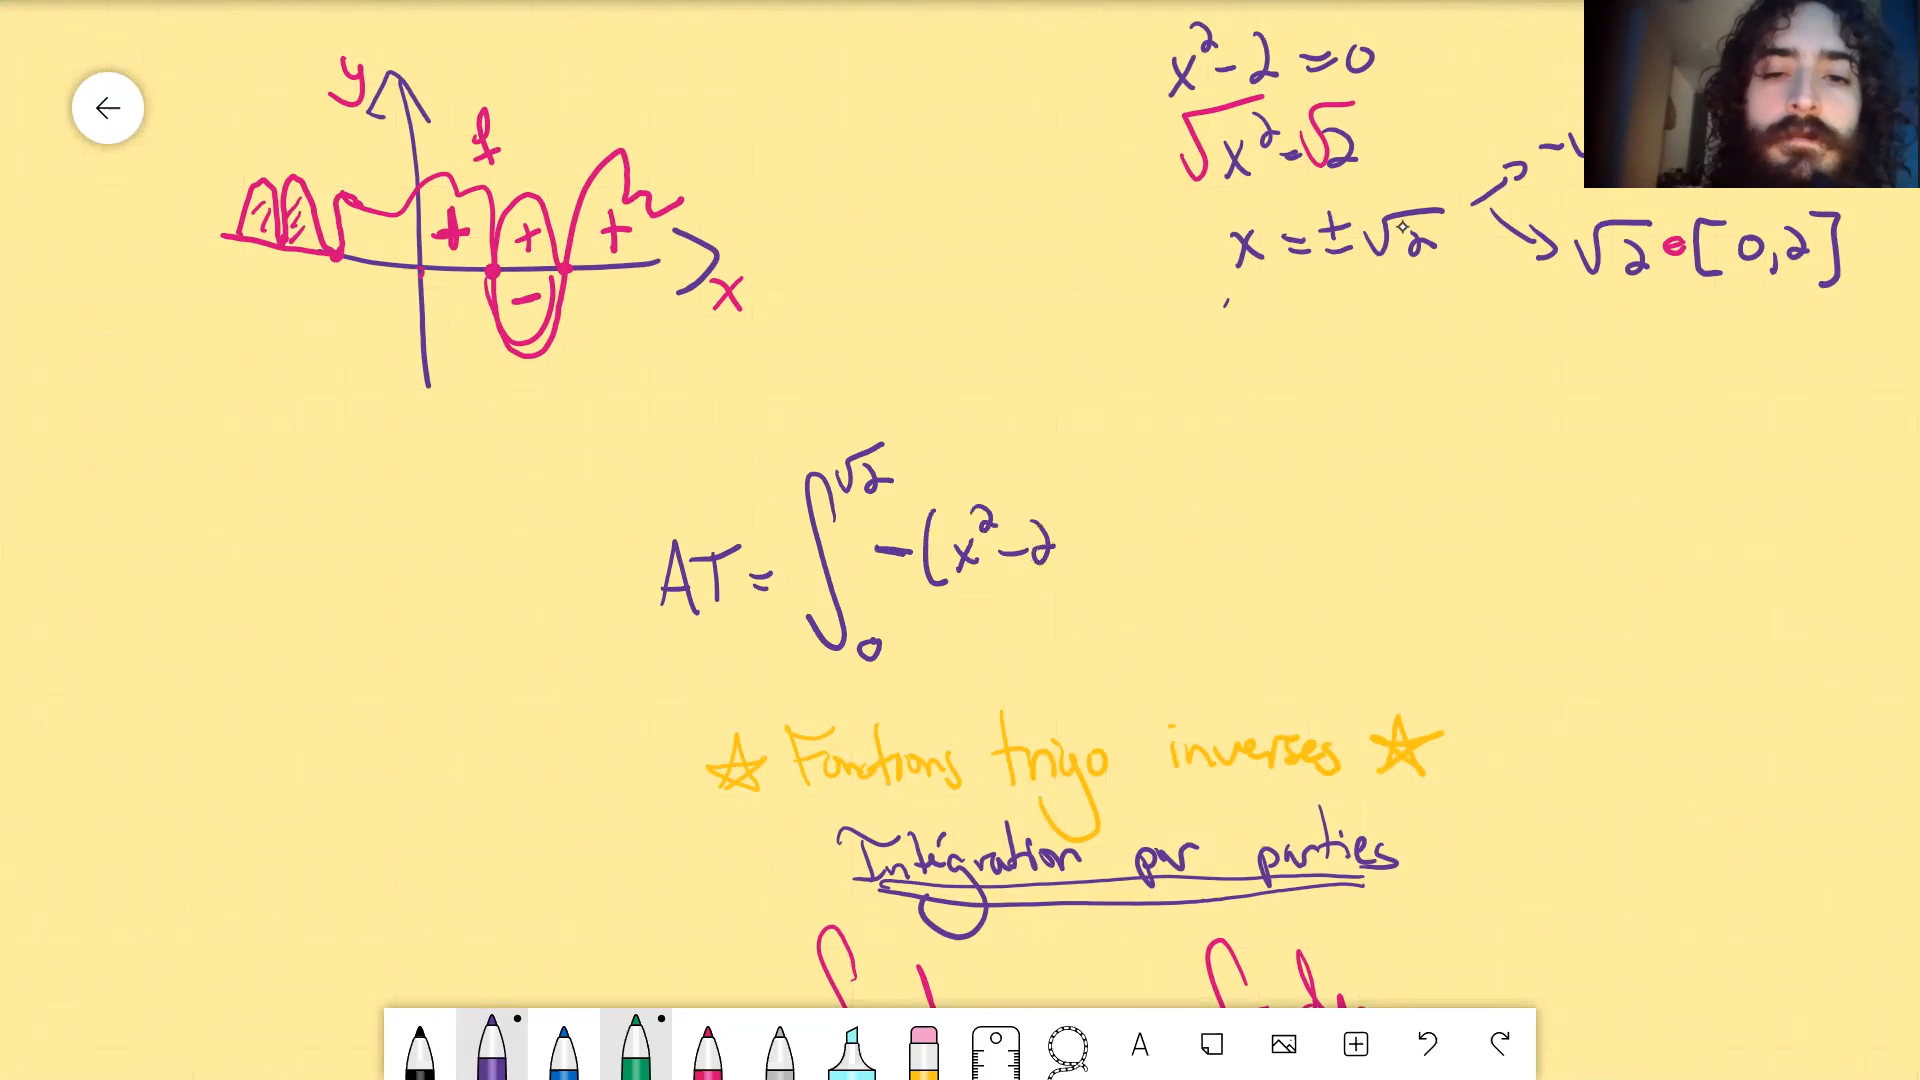 y
f
+ + +
−
x
x² - 2 = 0
√x² = √2
x = ± √2
√2 ∈ [0,2]
AT = ∫₀^√2 -(x² - 2
☆ Fonctions trigo inverses ☆
Intégration par parties
A